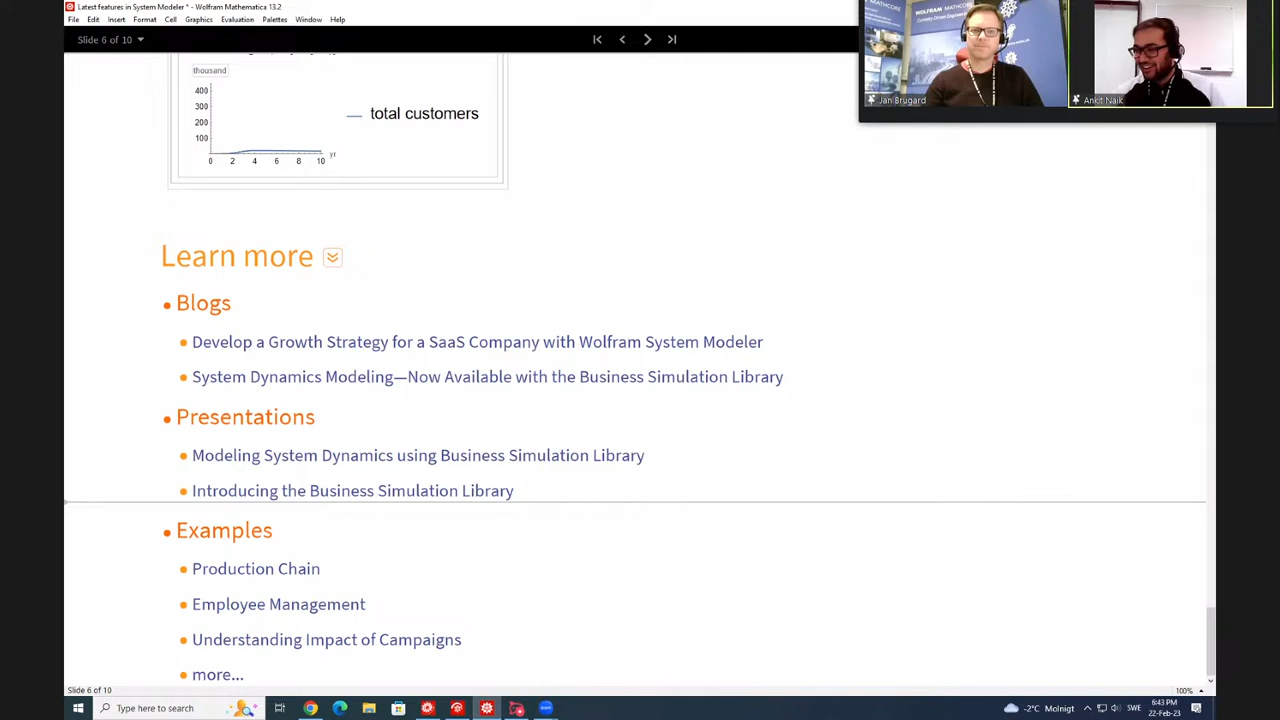 Latest features in System Modeler * - Wolfram Mathematica 13.2
File Edit Insert Format Cell Graphics Evaluation Palettes Window Help
Slide 6 of 10
WOLFRAM MATHCORE
Jan Brugard
Ankit Naik
thousand
400
300
200
100
0 2 4 6 8 10 yr
total customers
Learn more
Blogs
Develop a Growth Strategy for a SaaS Company with Wolfram System Modeler
System Dynamics Modeling—Now Available with the Business Simulation Library
Presentations
Modeling System Dynamics using Business Simulation Library
Introducing the Business Simulation Library
Examples
Production Chain
Employee Management
Understanding Impact of Campaigns
more...
Slide 6 of 10
100%
Type here to search
-2°C Molnigt
SWE
6:43 PM
22-Feb-23